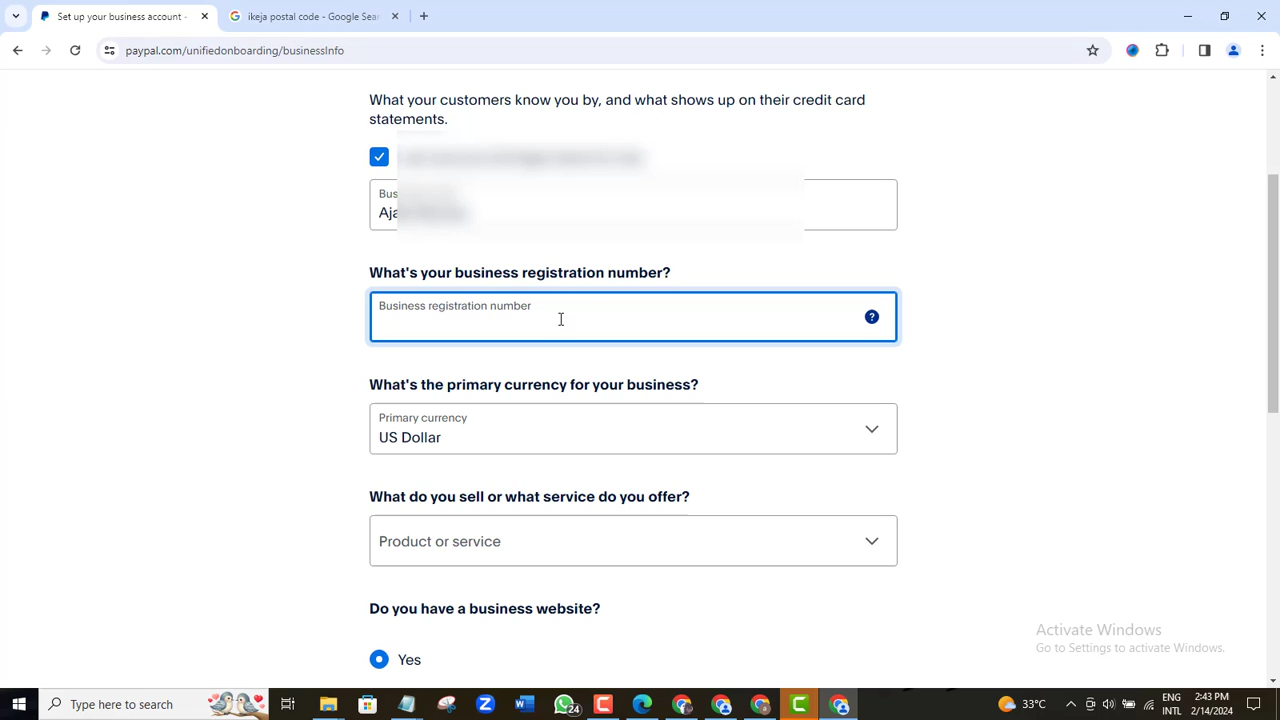 Set up your business account -
ikeja postal code - Google Sear
paypal.com/unifiedonboarding/businessInfo
What your customers know you by, and what shows up on their credit card
statements.
What's your business registration number?
Business registration number
?
What's the primary currency for your business?
Primary currency
US Dollar
What do you sell or what service do you offer?
Product or service
Do you have a business website?
Yes
Activate Windows
Go to Settings to activate Windows.
Type here to search
24
33°C
ENG
INTL
2:43 PM
2/14/2024